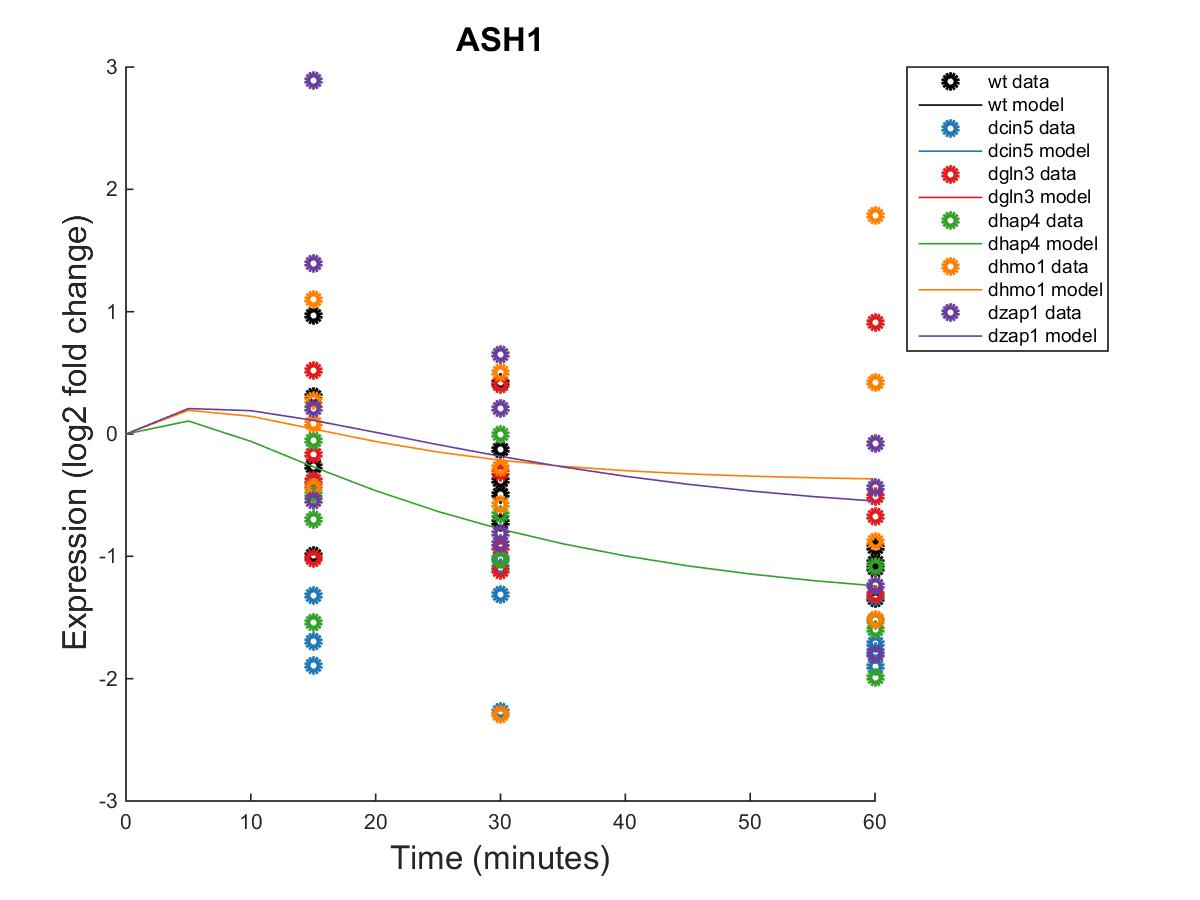 ASH1
3
2
1
0
-1
-2
-3
Expression (log2 fold change)
0 10 20 30 40 50 60
Time (minutes)
wt data
wt model
dcin5 data
dcin5 model
dgln3 data
dgln3 model
dhap4 data
dhap4 model
dhmo1 data
dhmo1 model
dzap1 data
dzap1 model